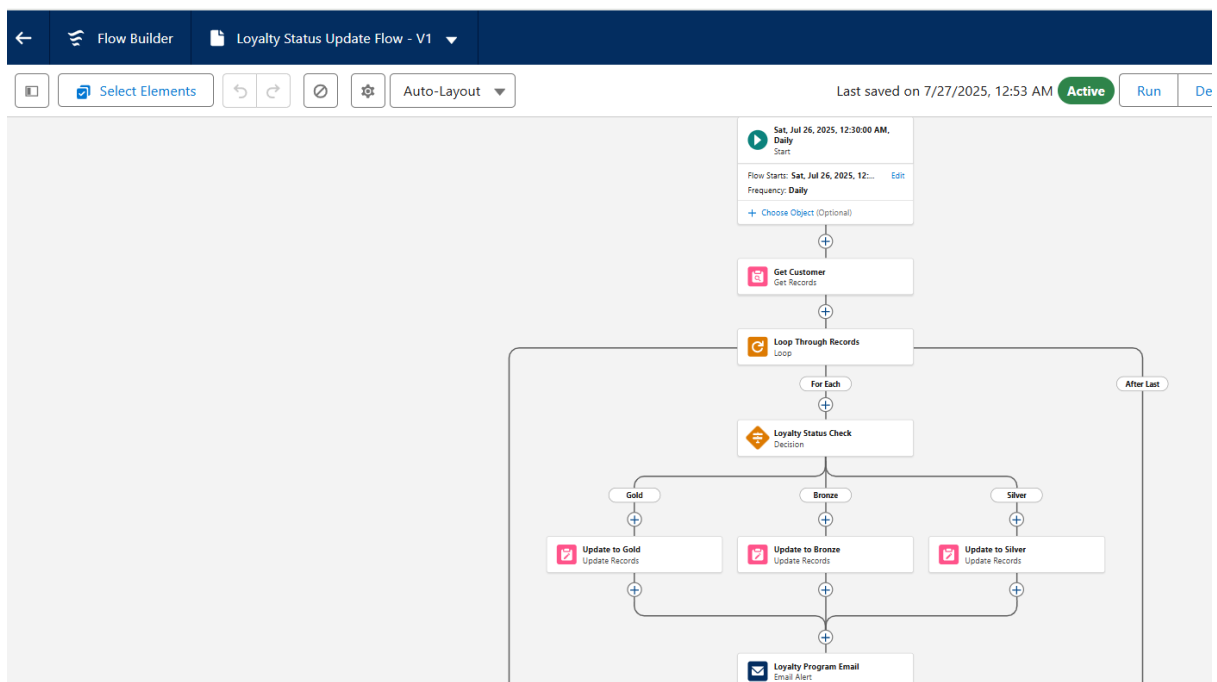 Flow Builder
Loyalty Status Update Flow - V1
Select Elements
Auto-Layout
Last saved on 7/27/2025, 12:53 AM
Active
Run
De
Sat, Jul 26, 2025, 12:30:00 AM,
Daily
Start
Flow Starts: Sat, Jul 26, 2025, 12:...
Edit
Frequency: Daily
+ Choose Object (Optional)
Get Customer
Get Records
Loop Through Records
Loop
For Each
After Last
Loyalty Status Check
Decision
Gold
Bronze
Silver
Update to Gold
Update Records
Update to Bronze
Update Records
Update to Silver
Update Records
Loyalty Program Email
Email Alert